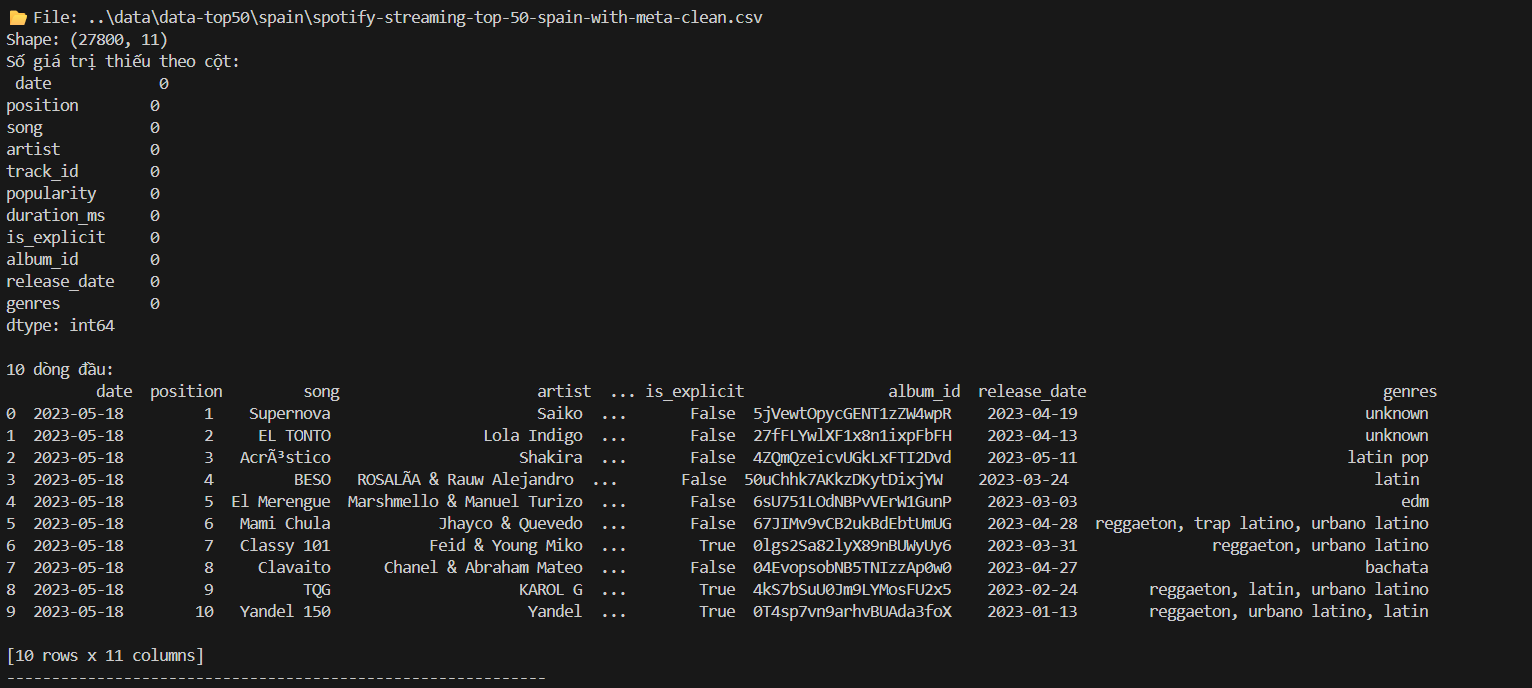 File: ..\data\data-top50\spain\spotify-streaming-top-50-spain-with-meta-clean.csv
Shape: (27800, 11)
Số giá trị thiếu theo cột:
date 0
position 0
song 0
artist 0
track_id 0
popularity 0
duration_ms 0
is_explicit 0
album_id 0
release_date 0
genres 0
dtype: int64
10 dòng đầu:
date position song artist ... is_explicit album_id release_date genres
0 2023-05-18 1 Supernova Saiko ... False 5jVewtOpycGENT1zZW4wpR 2023-04-19 unknown
1 2023-05-18 2 EL TONTO Lola Indigo ... False 27fFLYwlXF1x8n1ixpFbFH 2023-04-13 unknown
2 2023-05-18 3 AcrÃ³stico Shakira ... False 4ZQmQzeicvUGkLxFTI2Dvd 2023-05-11 latin pop
3 2023-05-18 4 BESO ROSALÃA & Rauw Alejandro ... False 50uChhk7AKkzDKytDixjYW 2023-03-24 latin
4 2023-05-18 5 El Merengue Marshmello & Manuel Turizo ... False 6sU751LOdNBPvVErW1GunP 2023-03-03 edm
5 2023-05-18 6 Mami Chula Jhayco & Quevedo ... False 67JIMv9vCB2ukBdEbtUmUG 2023-04-28 reggaeton, trap latino, urbano latino
6 2023-05-18 7 Classy 101 Feid & Young Miko ... True 0lgs2Sa82lyX89nBUWyUy6 2023-03-31 reggaeton, urbano latino
7 2023-05-18 8 Clavaito Chanel & Abraham Mateo ... False 04EvopsobNB5TNIzzAp0w0 2023-04-27 bachata
8 2023-05-18 9 TQG KAROL G ... True 4kS7bSuU0Jm9LYMosFU2x5 2023-02-24 reggaeton, latin, urbano latino
9 2023-05-18 10 Yandel 150 Yandel ... True 0T4sp7vn9arhvBUAda3foX 2023-01-13 reggaeton, urbano latino, latin
[10 rows x 11 columns]
------------------------------------------------------------